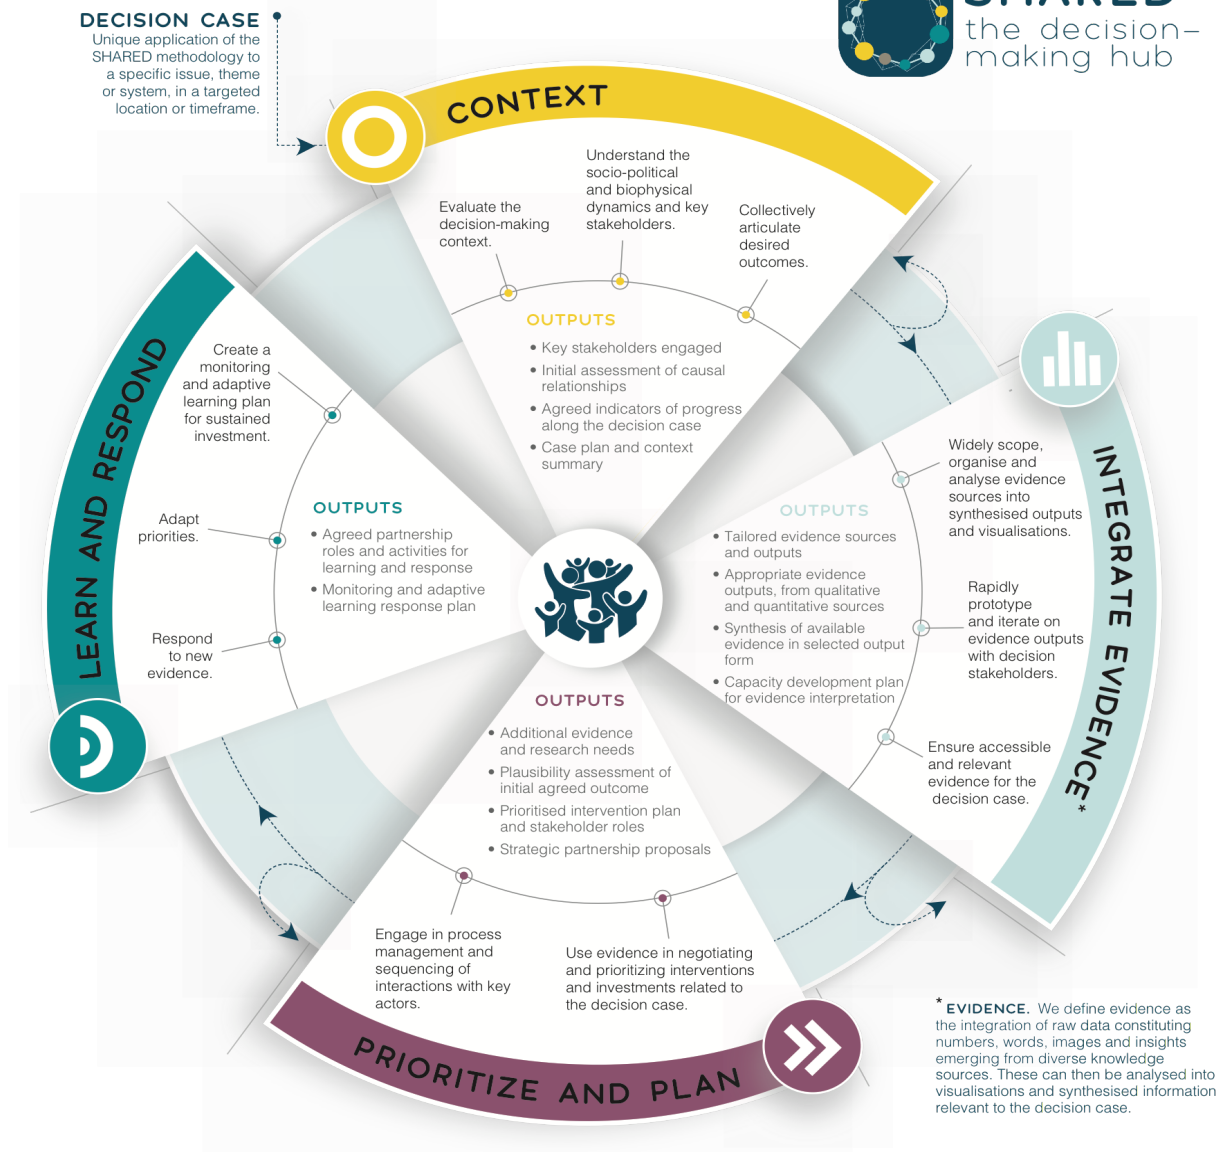 DECISION CASE
Unique application of the
SHARED methodology to
a specific issue, theme
or system, in a targeted
location or timeframe.
SHARED
the decision-
making hub
CONTEXT
Evaluate the
decision-making
context.
Understand the
socio-political
and biophysical
dynamics and key
stakeholders.
Collectively
articulate
desired
outcomes.
OUTPUTS
• Key stakeholders engaged
• Initial assessment of causal
relationships
• Agreed indicators of progress
along the decision case
• Case plan and context
summary
INTEGRATE EVIDENCE*
Widely scope,
organise and
analyse evidence
sources into
synthesised outputs
and visualisations.
Rapidly
prototype
and iterate on
evidence outputs
with decision
stakeholders.
Ensure accessible
and relevant
evidence for the
decision case.
OUTPUTS
• Tailored evidence sources
and outputs
• Appropriate evidence
outputs, from qualitative
and quantitative sources
• Synthesis of available
evidence in selected output
form
• Capacity development plan
for evidence interpretation
PRIORITIZE AND PLAN
OUTPUTS
• Additional evidence
and research needs
• Plausibility assessment of
initial agreed outcome
• Prioritised intervention plan
and stakeholder roles
• Strategic partnership proposals
Engage in process
management and
sequencing of
interactions with key
actors.
Use evidence in negotiating
and prioritizing interventions
and investments related to
the decision case.
LEARN AND RESPOND
Create a
monitoring
and adaptive
learning plan
for sustained
investment.
Adapt
priorities.
Respond
to new
evidence.
OUTPUTS
• Agreed partnership
roles and activities for
learning and response
• Monitoring and adaptive
learning response plan
* EVIDENCE. We define evidence as
the integration of raw data constituting
numbers, words, images and insights
emerging from diverse knowledge
sources. These can then be analysed into
visualisations and synthesised information
relevant to the decision case.